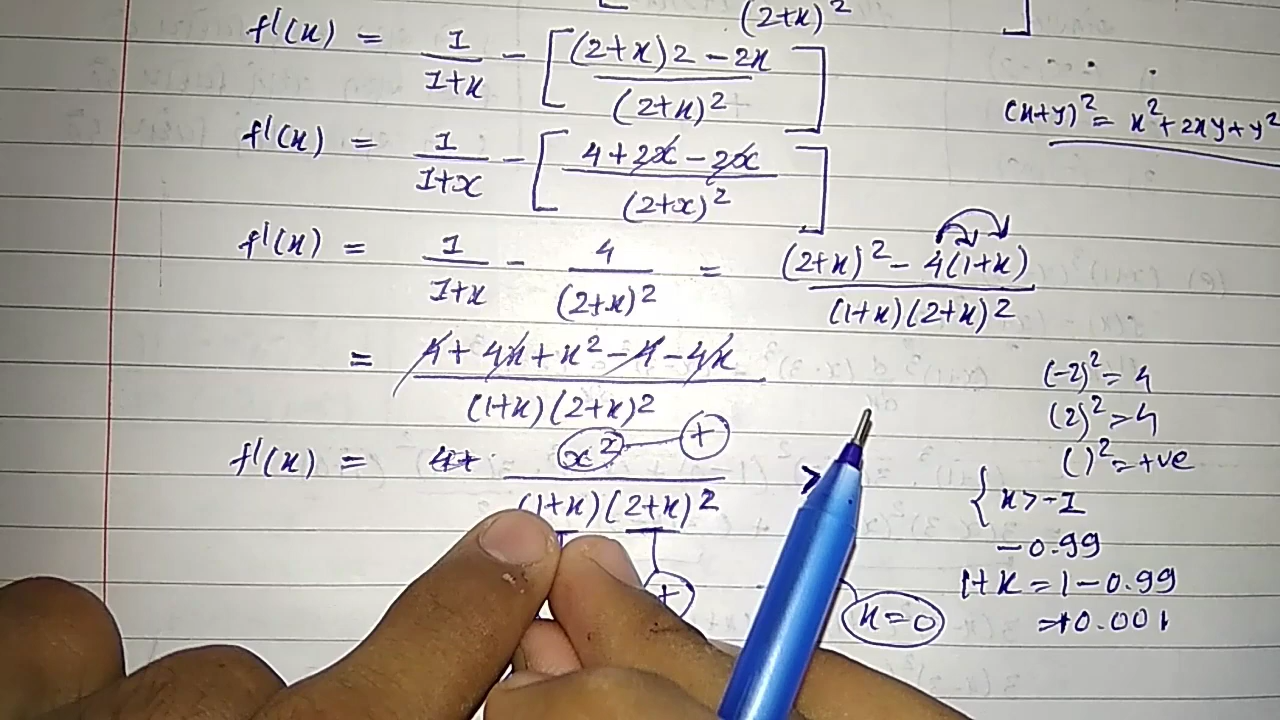 (2+x)²
f'(x) = 1/(1+x) - [((2+x)2 - 2x)/(2+x)²]
(x+y)² = x² + 2xy + y²
f'(x) = 1/(1+x) - [(4 + 2x - 2x)/(2+x)²]
f'(x) = 1/(1+x) - 4/(2+x)² = ((2+x)² - 4(1+x))/((1+x)(2+x)²)
= (4 + 4x + x² - 4 - 4x)/((1+x)(2+x)²)
f'(x) = x²/((1+x)(2+x)²) >
+
+
x=0
(-2)² = 4
(2)² = 4
( )² = +ve
{ x > -1
-0.99
1+x = 1 - 0.99
= +0.001